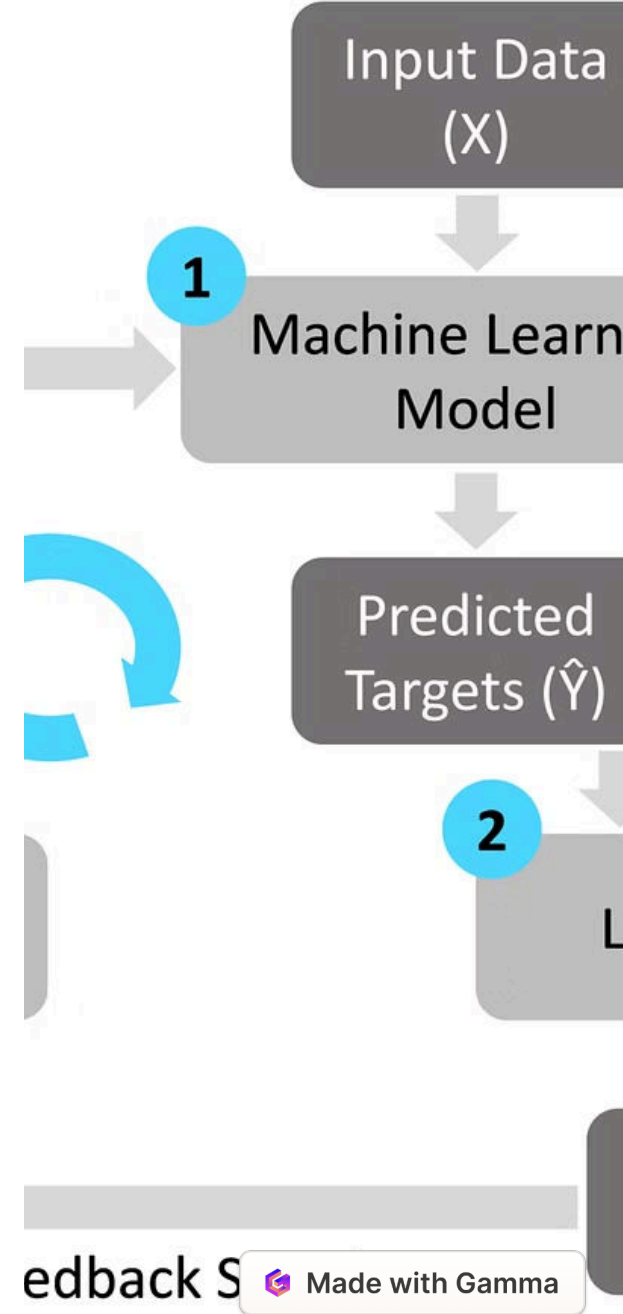 Input Data
(X)
1
Machine Learn
Model
Predicted
Targets (Ŷ)
2
L
edback S
Made with Gamma